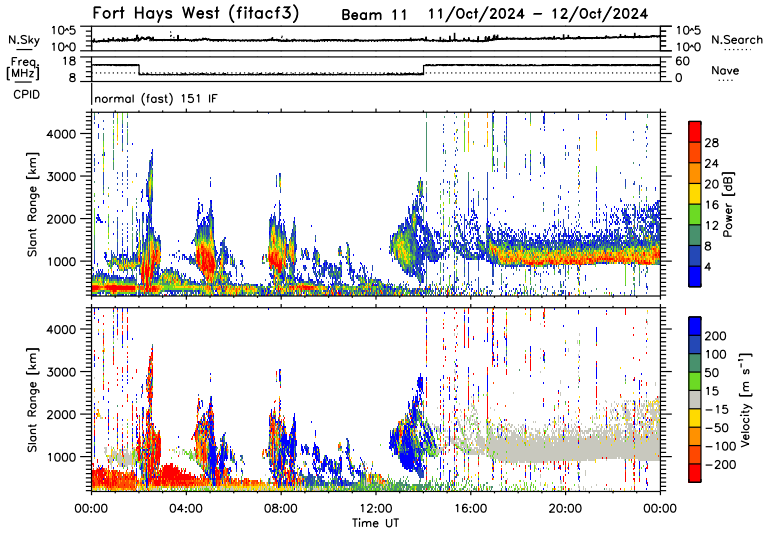 Fort Hays West (fitacf3) Beam 11 11/Oct/2024 - 12/Oct/2024
N.Sky 10^5 10^0 10^5 10^0 N.Search
Freq. [MHz] 18 8 60 0 Nave
CPID normal (fast) 151 IF
Slant Range [km] 4000 3000 2000 1000
28 24 20 16 12 8 4 Power [dB]
Slant Range [km] 4000 3000 2000 1000
200 100 50 15 -15 -50 -100 -200 Velocity [m s⁻¹]
00:00 04:00 08:00 12:00 16:00 20:00 00:00
Time UT